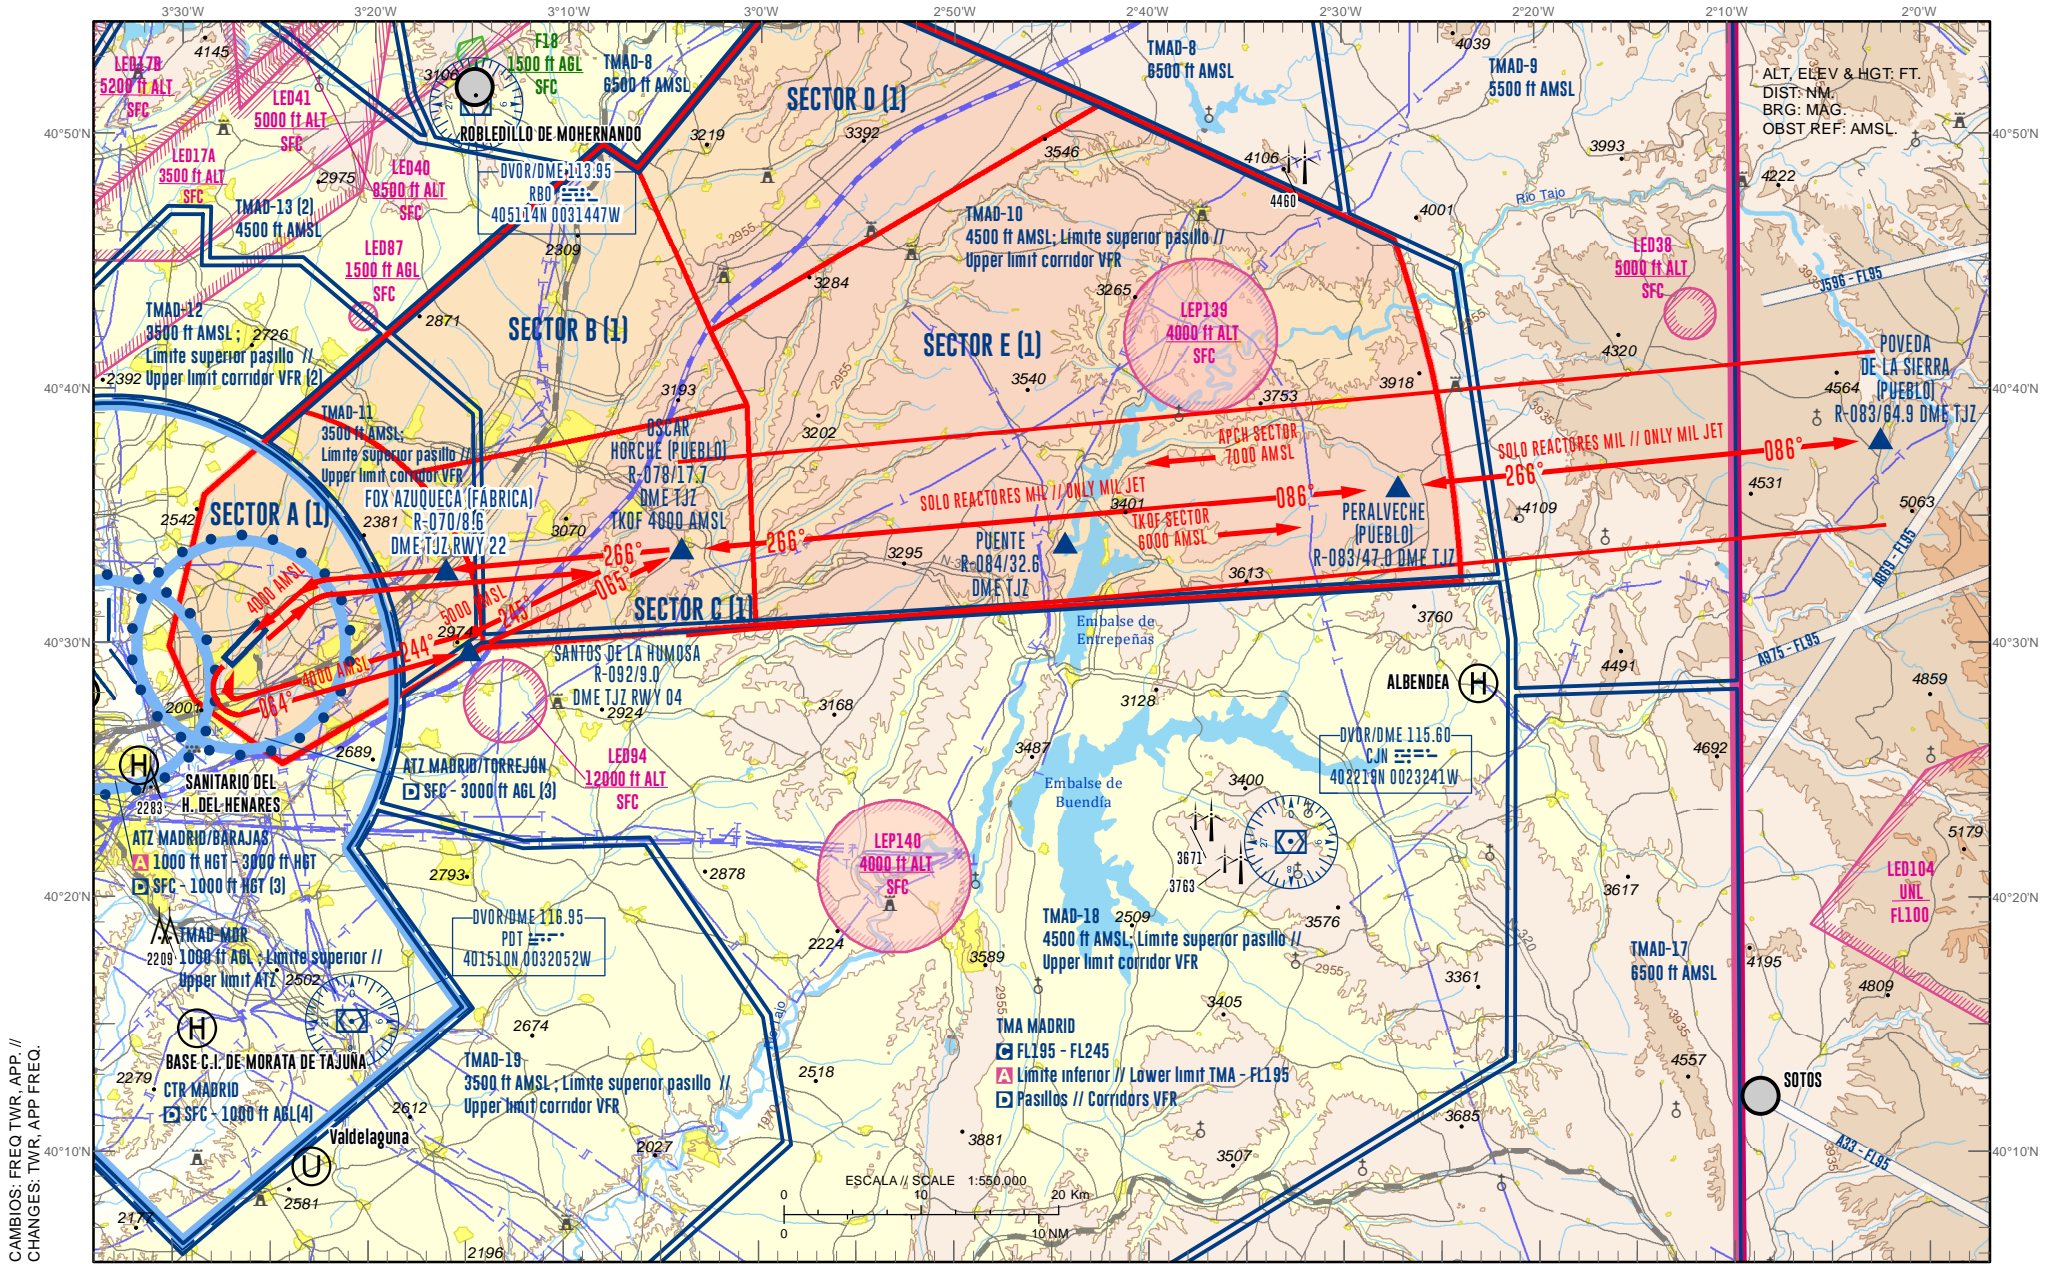 3°30'W
3°20'W
3°10'W
3°0'W
2°50'W
2°40'W
2°30'W
2°20'W
2°10'W
2°0'W
40°50'N
40°50'N
40°40'N
40°40'N
40°30'N
40°30'N
40°20'N
40°20'N
40°10'N
40°10'N
ALT, ELEV & HGT: FT.
DIST: NM.
BRG: MAG.
OBST REF: AMSL.
4145
LED17B
5200 ft ALT
SFC
LED41
5000 ft ALT
SFC
LED17A
3500 ft ALT
SFC
LED40
8500 ft ALT
SFC
2975
3106
F18
1500 ft AGL
SFC
TMAD-8
6500 ft AMSL
ROBLEDILLO DE MOHERNANDO
DVOR/DME 113.95
RBO
405114N 0031447W
2309
3219
SECTOR D (1)
3392
3546
TMAD-8
6500 ft AMSL
4106
4460
4039
TMAD-9
5500 ft AMSL
3993
4222
4001
Río Tajo
TMAD-13 (2)
4500 ft AMSL
LED87
1500 ft AGL
SFC
TMAD-12
3500 ft AMSL ;
Límite superior pasillo //
Upper limit corridor VFR (2)
2726
2392
2871
SECTOR B (1)
2955
3284
TMAD-10
4500 ft AMSL; Límite superior pasillo //
Upper limit corridor VFR
3265
LEP139
4000 ft ALT
SFC
LED38
5000 ft ALT
SFC
3935
J596 - FL95
2955
4320
SECTOR E (1)
3540
2955
3193
3202
3753
3918
3935
4564
POVEDA
DE LA SIERRA
(PUEBLO)
R-083/64.9 DME TJZ
TMAD-11
3500 ft AMSL;
Límite superior pasillo //
Upper limit corridor VFR
OSCAR
HORCHE (PUEBLO)
R-078/17.7
DME TJZ
TKOF 4000 AMSL
APCH SECTOR
7000 AMSL
SOLO REACTORES MIL // ONLY MIL JET
266°
086°
4531
5063
SECTOR A (1)
2542
2381
FOX AZUQUECA (FÁBRICA)
R-070/8.6
DME TJZ RWY 22
3070
SOLO REACTORES MIL // ONLY MIL JET
086°
3401
TKOF SECTOR
6000 AMSL
PERALVECHE
(PUEBLO)
R-083/47.0 DME TJZ
4109
266°
266°
3295
PUENTE
R-084/32.6
DME TJZ
3613
A869 - FL95
4000 AMSL
5000 AMSL
245°
065°
SECTOR C (1)
2974
244°
4000 AMSL
064°
2001
SANTOS DE LA HUMOSA
R-092/9.0
DME TJZ RWY 04
2924
Embalse de
Entrepeñas
3760
4491
A975 - FL95
4859
ALBENDEA
H
3128
3168
3487
2689
LED94
12000 ft ALT
SFC
ATZ MADRID/TORREJÓN
D SFC - 3000 ft AGL (3)
H
2283
SANITARIO DEL
H. DEL HENARES
ATZ MADRID/BARAJAS
A 1000 ft HGT - 3000 ft HGT
D SFC - 1000 ft HGT (3)
Embalse de
Buendía
3400
DVOR/DME 115.60
CJN
402219N 0023241W
4692
5179
LED104
UNL
FL100
3671
3763
2793
2878
LEP140
4000 ft ALT
SFC
2224
3617
3576
TMAD-MDR
1000 ft AGL ; Límite superior //
Upper limit ATZ
2209
2502
DVOR/DME 116.95
PDT
401510N 0032052W
TMAD-18
2509
4500 ft AMSL; Límite superior pasillo //
Upper limit corridor VFR
2955
3589
2955
N-320
3361
TMAD-17
6500 ft AMSL
4195
4809
3405
3935
H
BASE C.I. DE MORATA DE TAJUÑA
2674
2279
CTR MADRID
D SFC - 1000 ft AGL(4)
TMAD-19
3500 ft AMSL ; Límite superior pasillo //
Upper limit corridor VFR
2518
TMA MADRID
C FL195 - FL245
A Límite inferior // Lower limit TMA - FL195
D Pasillos // Corridors VFR
4557
SOTOS
2612
Valdelaguna
U
2027
3881
3685
3507
3935
A33 - FL95
2581
2177
2196
ESCALA // SCALE 1:550.000
0 10 20 Km
0 10 NM
CAMBIOS: FREQ TWR, APP. //
CHANGES: TWR, APP FREQ.